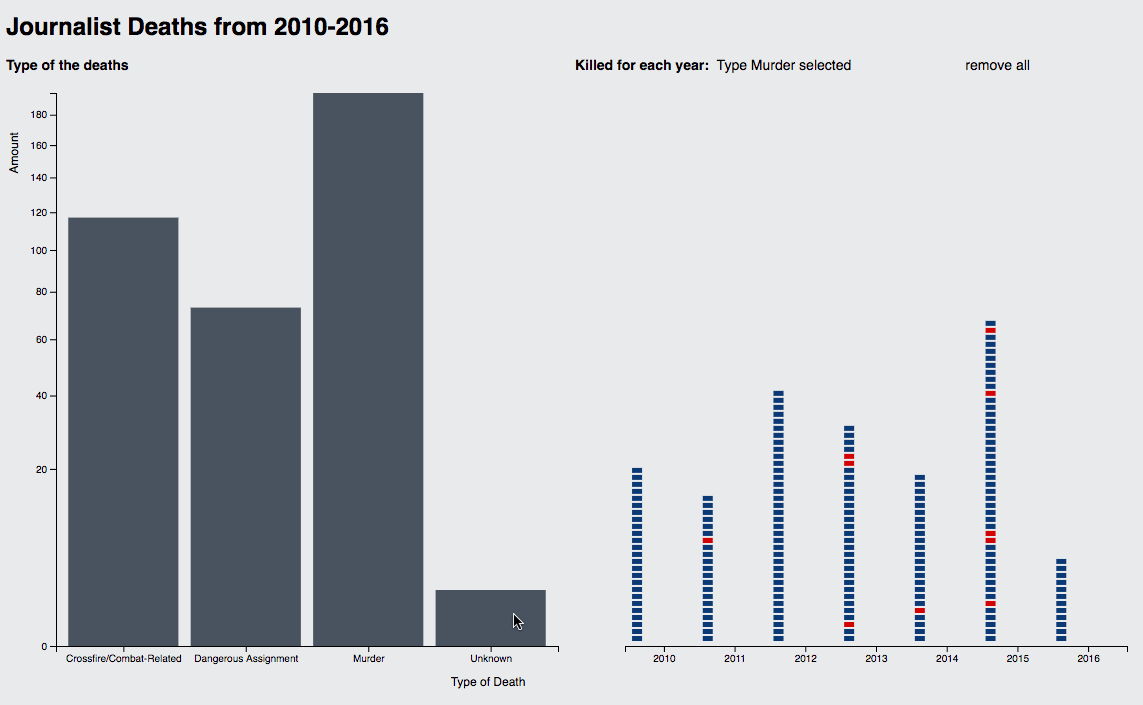 Journalist Deaths from 2010-2016
Type of the deaths
Killed for each year: Type Murder selected
remove all
Amount
180
160
140
120
100
80
60
40
20
0
Crossfire/Combat-Related
Dangerous Assignment
Murder
Unknown
Type of Death
2010
2011
2012
2013
2014
2015
2016